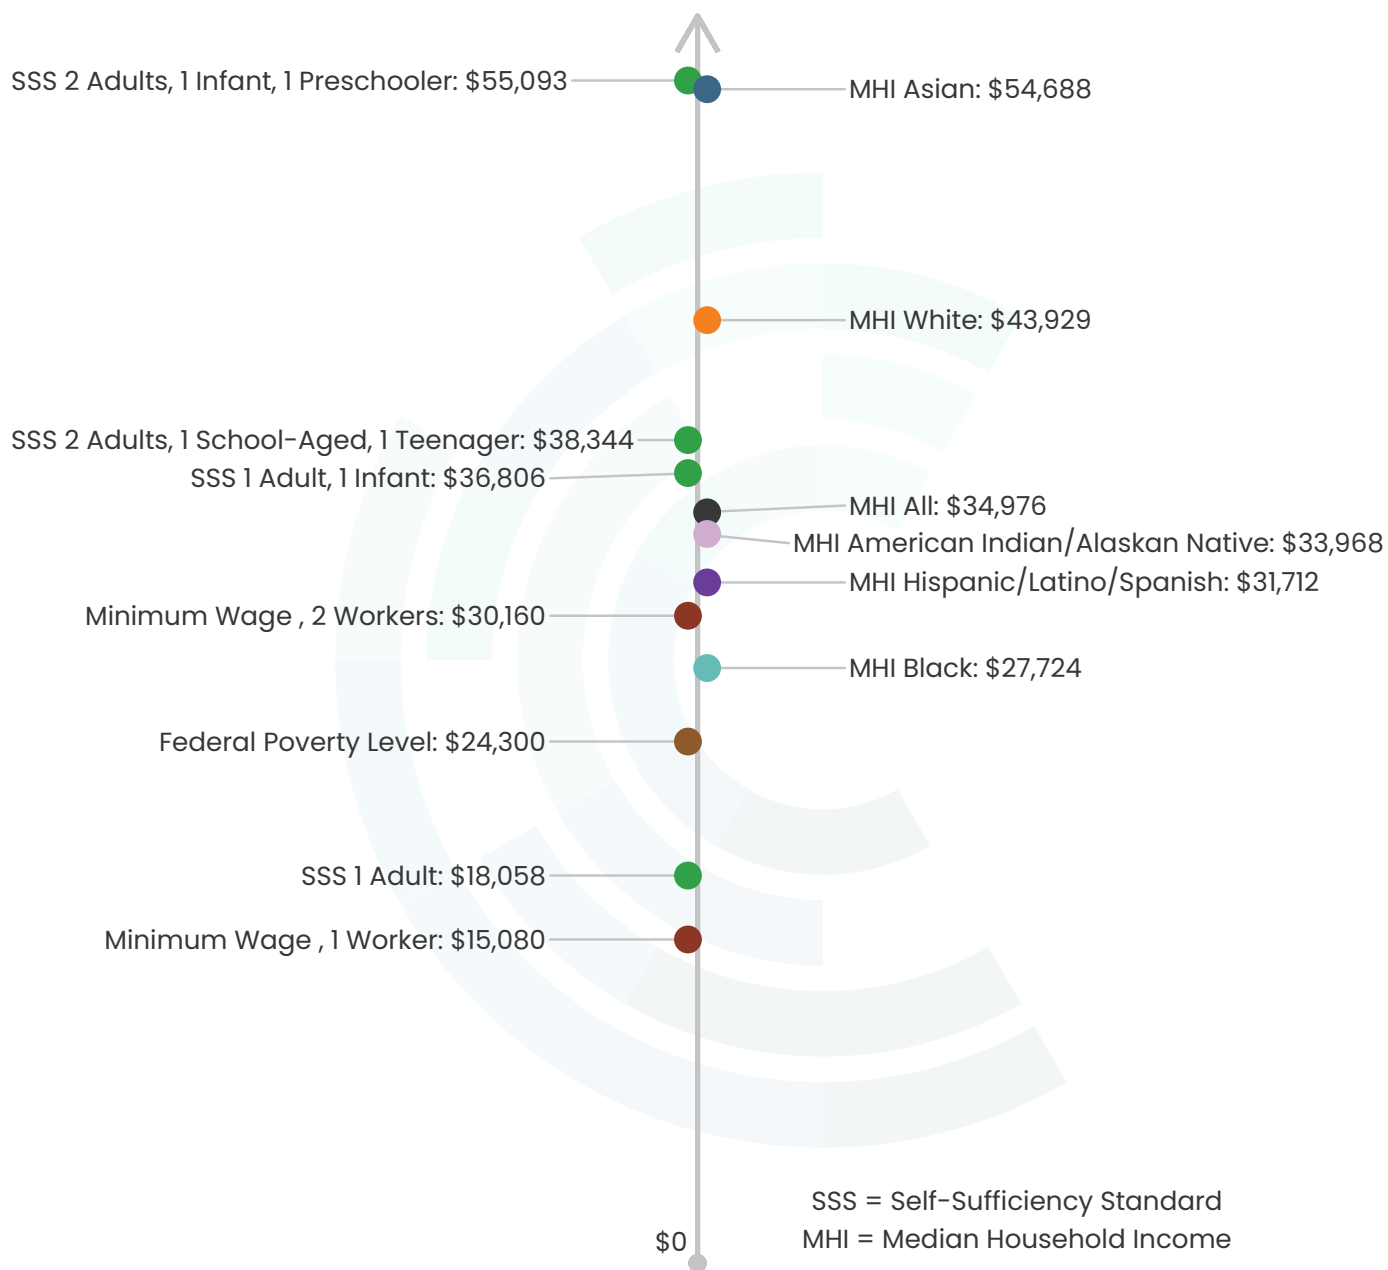 SSS 2 Adults, 1 Infant, 1 Preschooler: $55,093
MHI Asian: $54,688
MHI White: $43,929
SSS 2 Adults, 1 School-Aged, 1 Teenager: $38,344
SSS 1 Adult, 1 Infant: $36,806
MHI All: $34,976
MHI American Indian/Alaskan Native: $33,968
MHI Hispanic/Latino/Spanish: $31,712
Minimum Wage , 2 Workers: $30,160
MHI Black: $27,724
Federal Poverty Level: $24,300
SSS 1 Adult: $18,058
Minimum Wage , 1 Worker: $15,080
SSS = Self-Sufficiency Standard
MHI = Median Household Income
$0